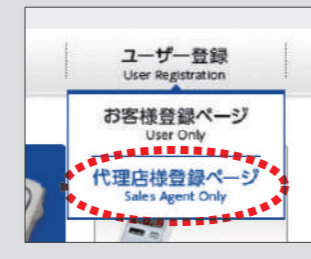 ユーザー登録
User Registration
お客様登録ページ
User Only
代理店様登録ページ
Sales Agent Only